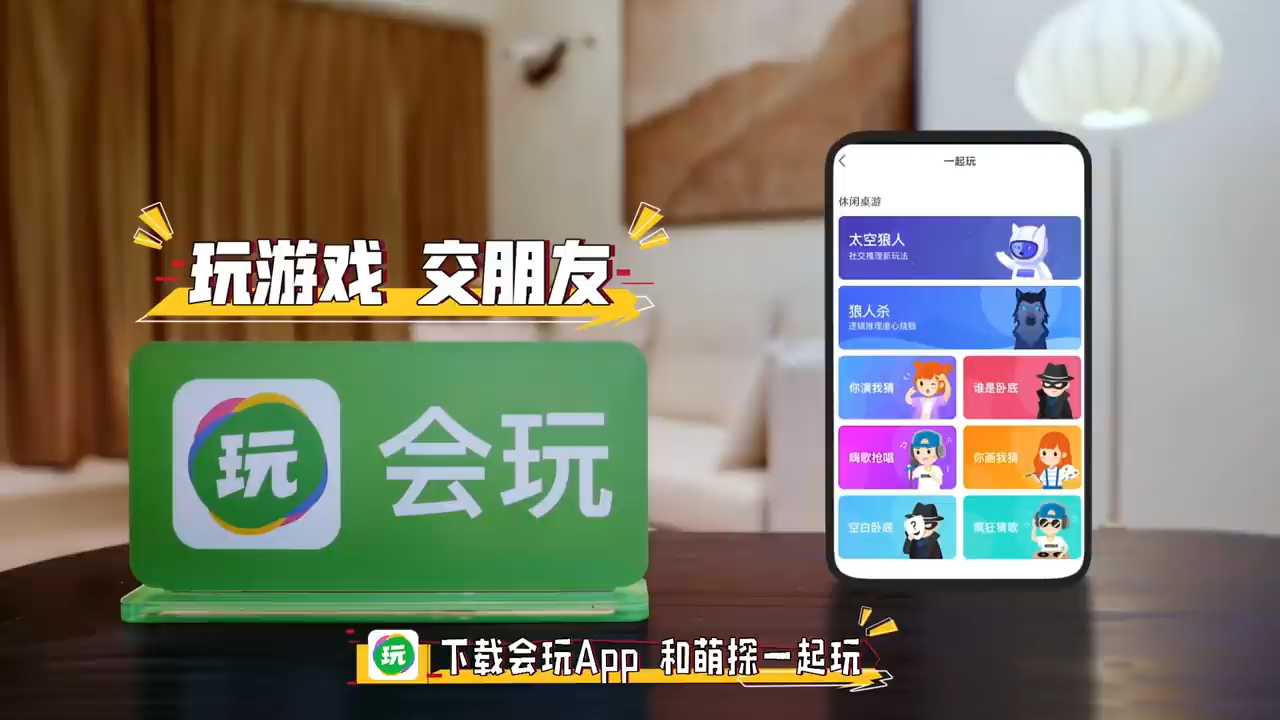 玩游戏 交朋友
玩 会玩
一起玩
休闲桌游
太空狼人
社交推理新玩法
狼人杀
逻辑推理虐心烧脑
你演我猜
谁是卧底
嗨歌抢唱
你画我猜
空白卧底
疯狂猜歌
玩 下载会玩App 和萌探一起玩